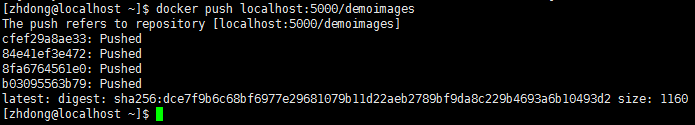 [zhdong@localhost ~]$ docker push localhost:5000/demoimages
The push refers to repository [localhost:5000/demoimages]
cfef29a8ae33: Pushed
84e41ef3e472: Pushed
8fa6764561e0: Pushed
b03095563b79: Pushed
latest: digest: sha256:dce7f9b6c68bf6977e29681079b11d22aeb2789bf9da8c229b4693a6b10493d2 size: 1160
[zhdong@localhost ~]$